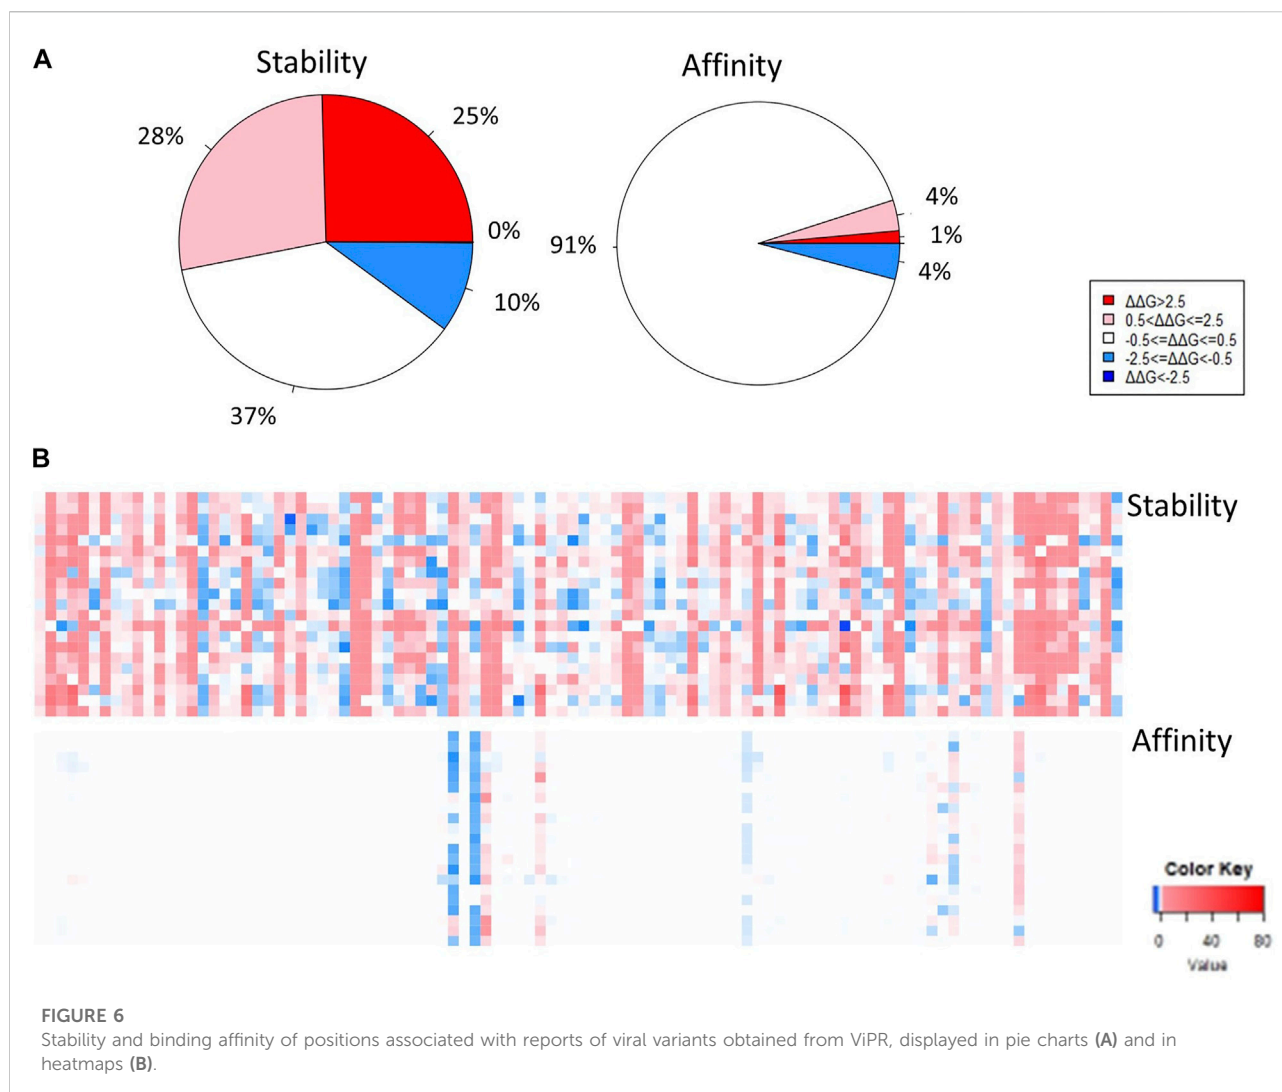 A
Stability
Affinity
28%
25%
0%
10%
37%
91%
4%
1%
4%
ΔΔG>2.5
0.5<ΔΔG<=2.5
-0.5<=ΔΔG<=0.5
-2.5<=ΔΔG<-0.5
ΔΔG<-2.5
B
Stability
Affinity
Color Key
0 40 80
Value
FIGURE 6
Stability and binding affinity of positions associated with reports of viral variants obtained from ViPR, displayed in pie charts (A) and in
heatmaps (B).